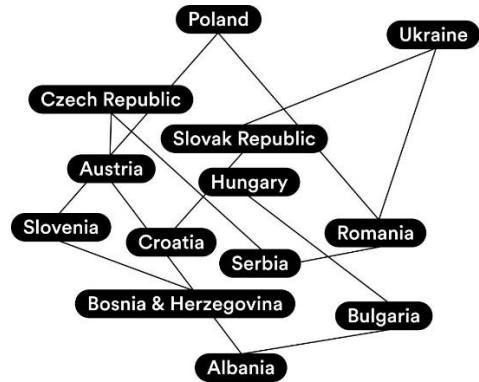 Poland
Ukraine
Czech Republic
Slovak Republic
Austria
Hungary
Slovenia
Croatia
Romania
Serbia
Bosnia & Herzegovina
Bulgaria
Albania